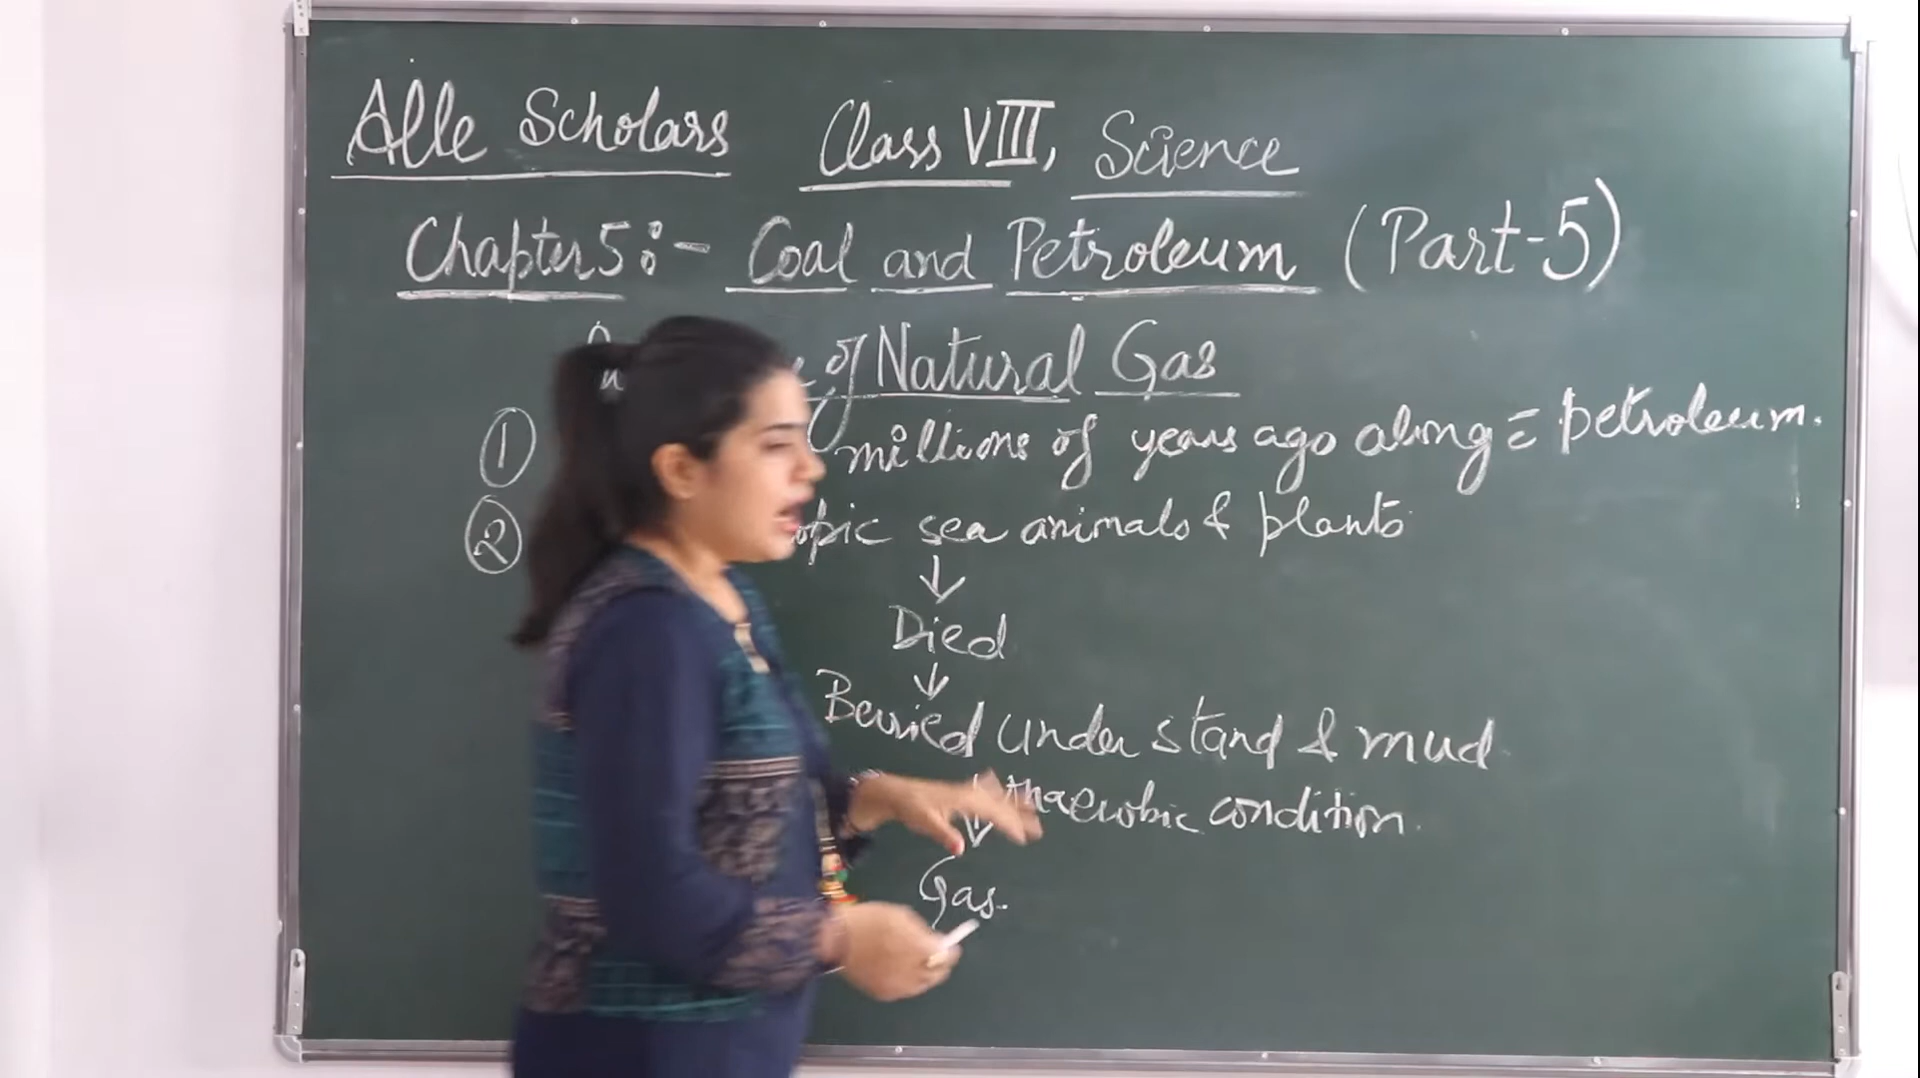 Alle Scholars Class VIII, Science
Chapter 5:- Coal and Petroleum (Part-5)
of Natural Gas
① millions of years ago along c̄ petroleum.
② sea animals & plants
↓
Died
↓
Berried under stand & mud
condition.
Gas.